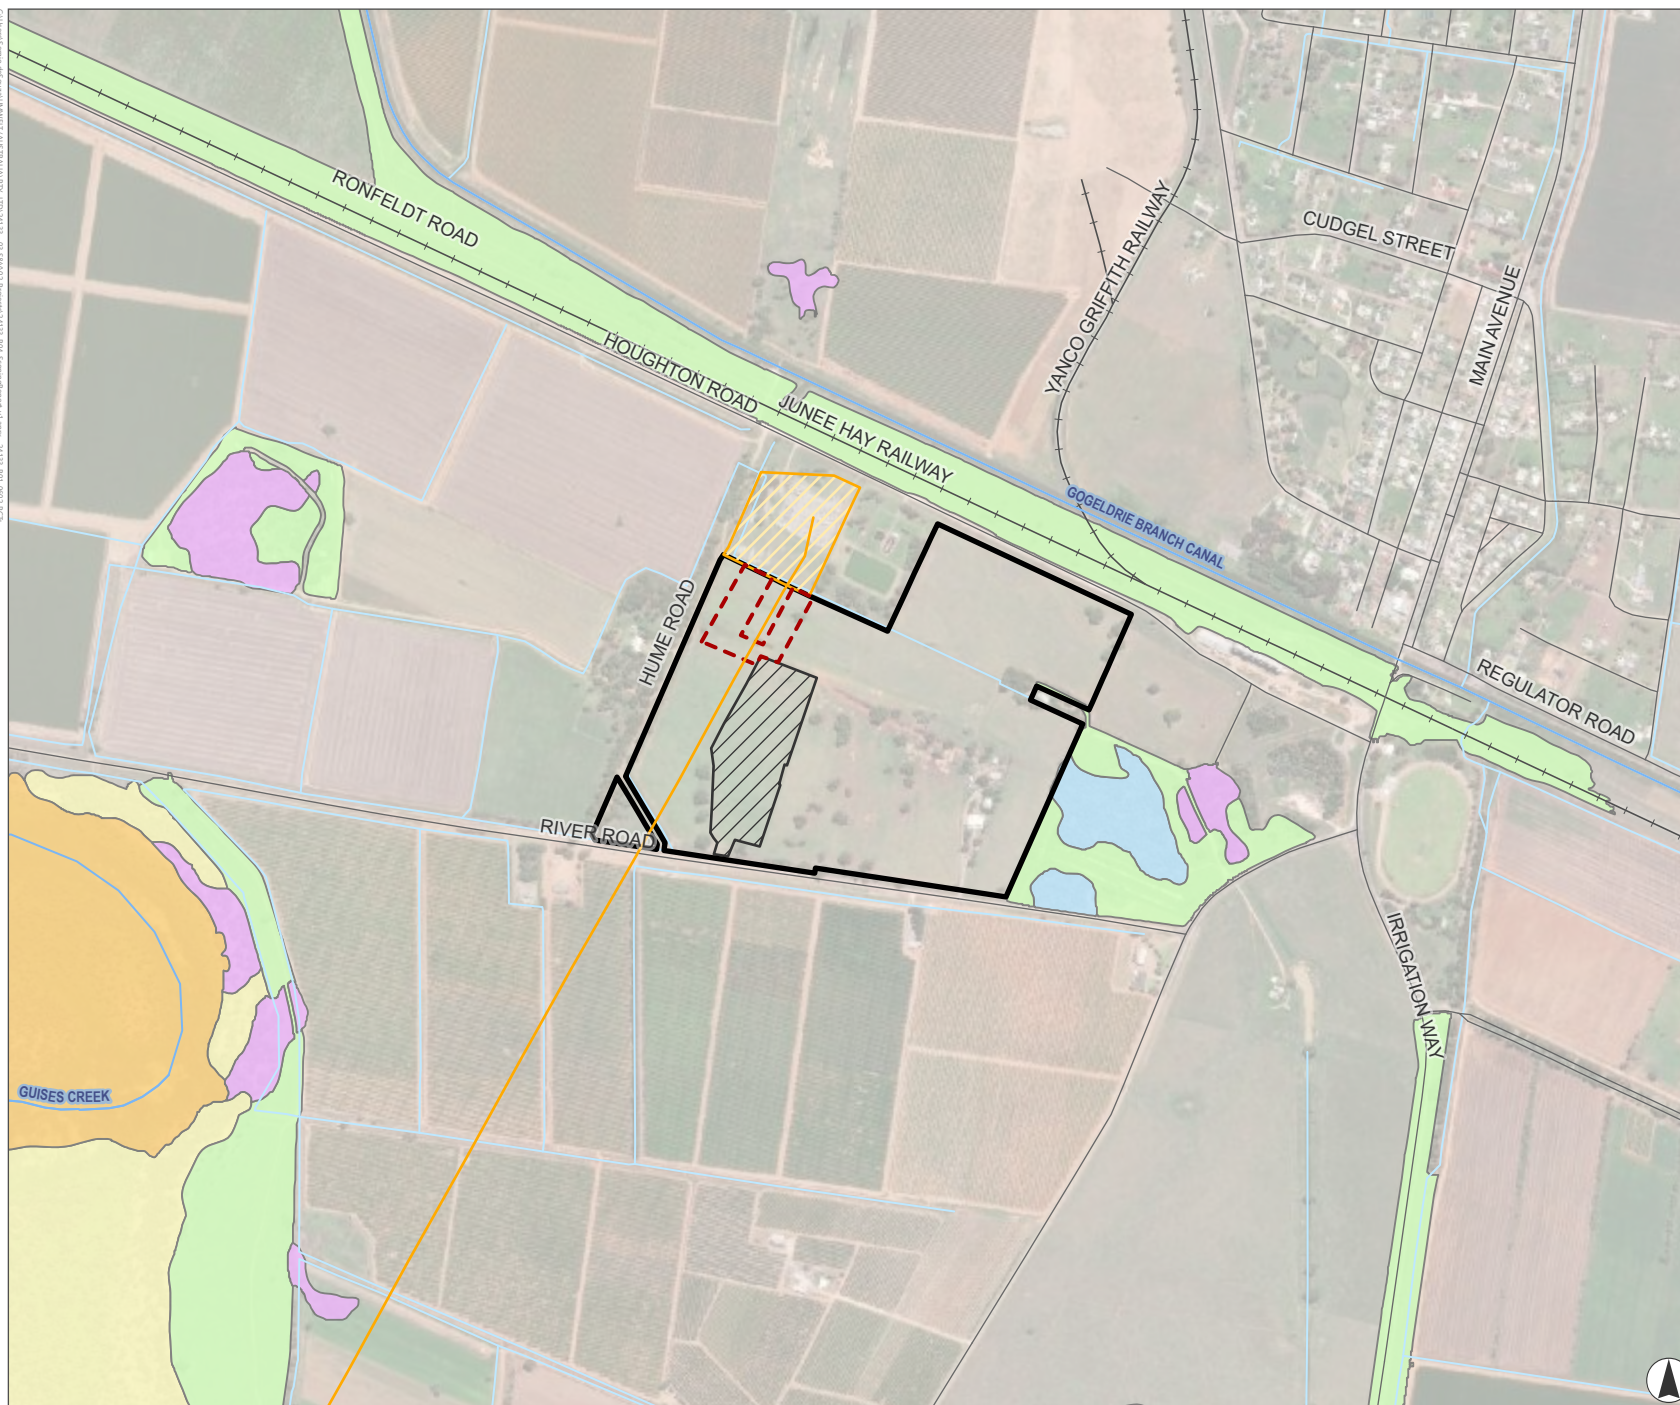 RONFELDT ROAD
CUDGEL STREET
YANCO GRIFFITH RAILWAY
MAIN AVENUE
HOUGHTON ROAD
JUNEE HAY RAILWAY
GOGELDRIE BRANCH CANAL
HUME ROAD
REGULATOR ROAD
RIVER ROAD
IRRIGATION WAY
GUISES CREEK